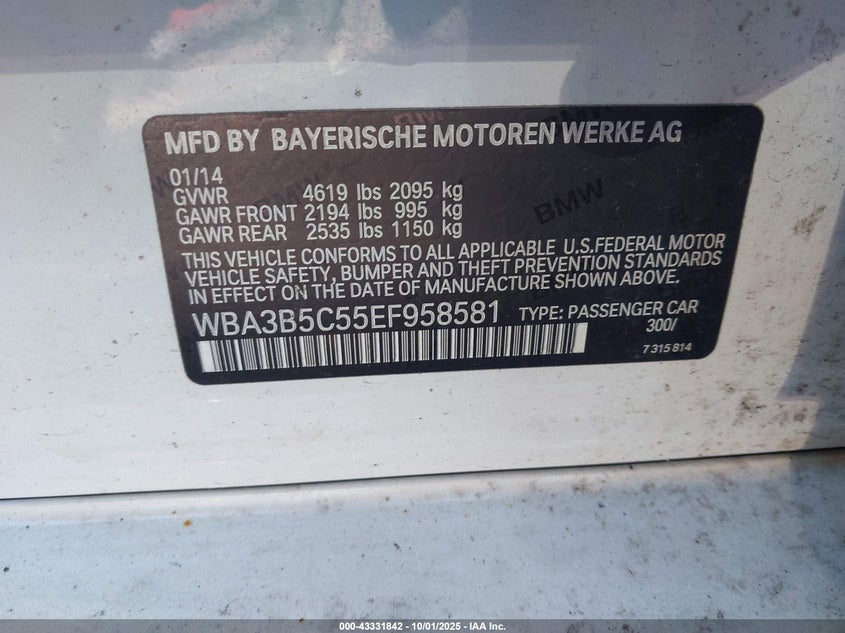 MFD BY BAYERISCHE MOTOREN WERKE AG
01/14
GVWR 4619 lbs 2095 kg
GAWR FRONT 2194 lbs 995 kg
GAWR REAR 2535 lbs 1150 kg
THIS VEHICLE CONFORMS TO ALL APPLICABLE U.S.FEDERAL MOTOR
VEHICLE SAFETY, BUMPER AND THEFT PREVENTION STANDARDS
IN EFFECT ON THE DATE OF MANUFACTURE SHOWN ABOVE.
WBA3B5C55EF958581 TYPE: PASSENGER CAR
300/
7 315 814
BMW
000-43331842 - 10/01/2025 - IAA Inc.